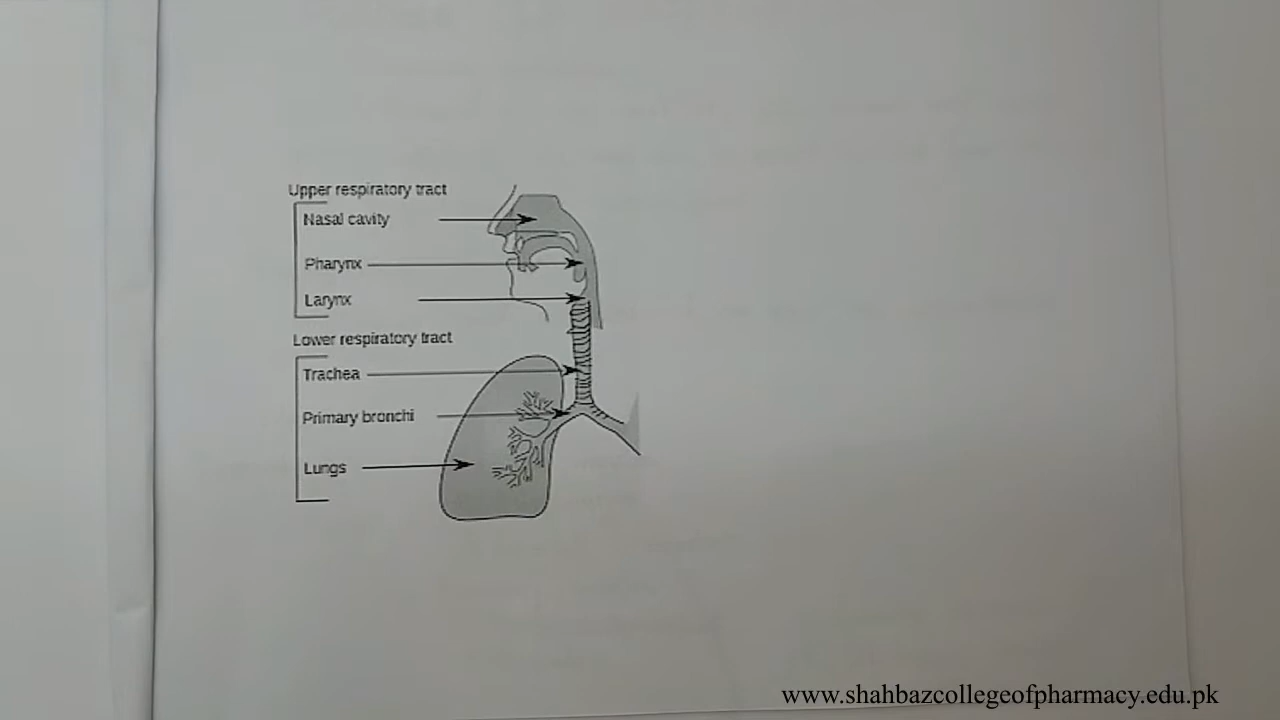 Upper respiratory tract
Nasal cavity
Pharynx
Larynx
Lower respiratory tract
Trachea
Primary bronchi
Lungs
www.shahbazcollegeofpharmacy.edu.pk